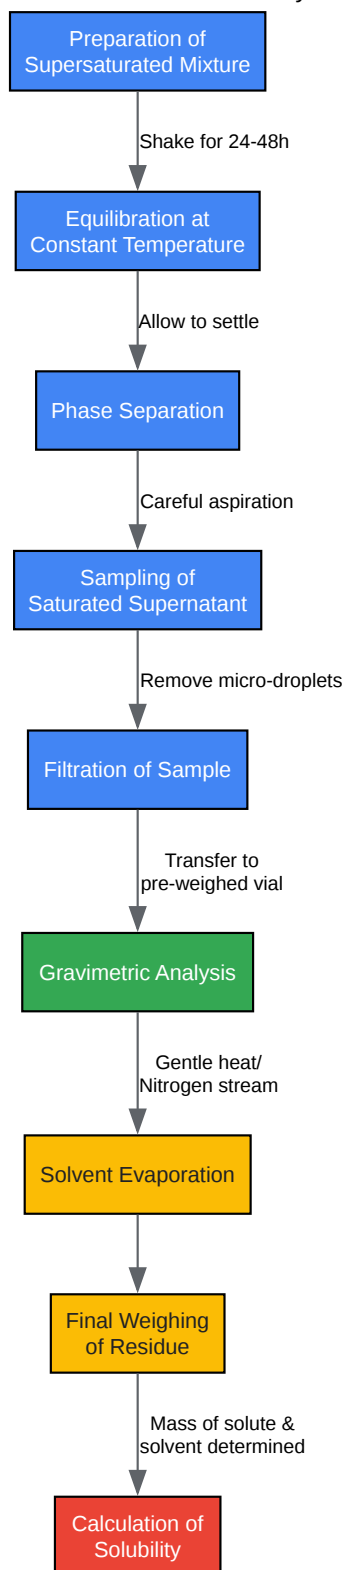 Preparation of
Supersaturated Mixture
Shake for 24-48h
Equilibration at
Constant Temperature
Allow to settle
Phase Separation
Careful aspiration
Sampling of
Saturated Supernatant
Remove micro-droplets
Filtration of Sample
Transfer to
pre-weighed vial
Gravimetric Analysis
Gentle heat/
Nitrogen stream
Solvent Evaporation
Final Weighing
of Residue
Mass of solute &
solvent determined
Calculation of
Solubility